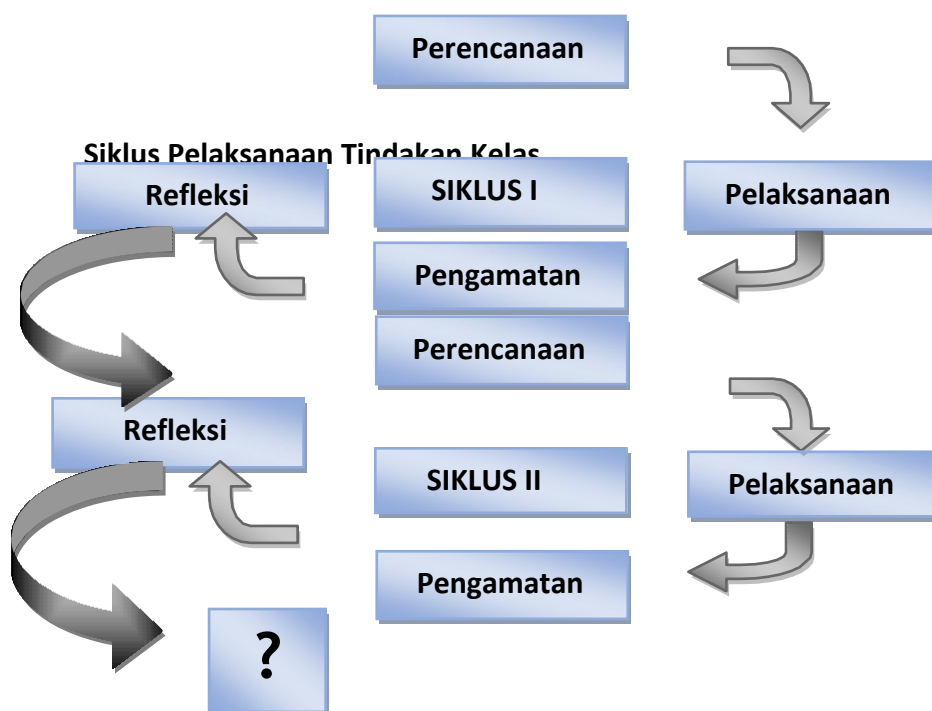 Perencanaan
Siklus Pelaksanaan Tindakan Kelas
Refleksi
SIKLUS I
Pelaksanaan
Pengamatan
Perencanaan
Refleksi
SIKLUS II
Pelaksanaan
Pengamatan
?